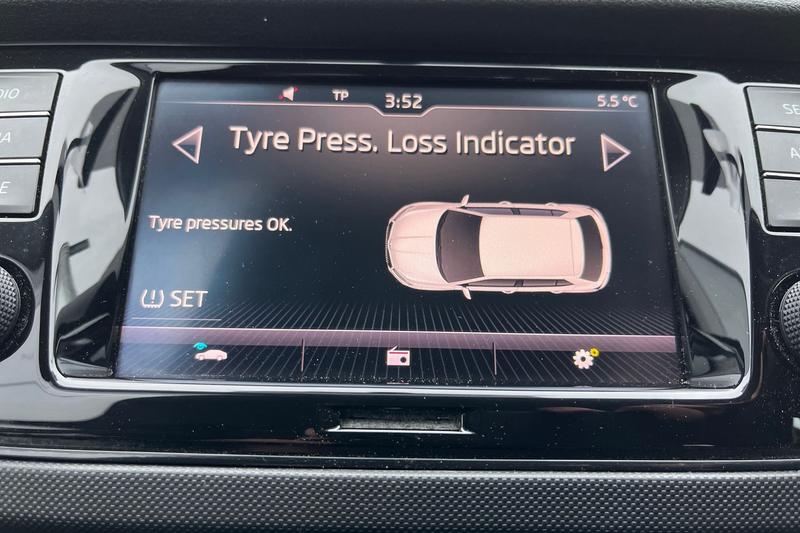 TP 3:52 5.5°C
Tyre Press. Loss Indicator
Tyre pressures OK.
SET